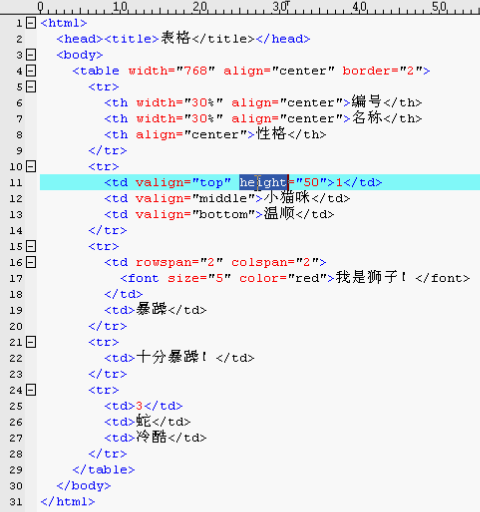 0 10 20 30 40 50
1 <html>
2 <head><title>表格</title></head>
3 <body>
4 <table width="768" align="center" border="2">
5 <tr>
6 <th width="30%" align="center">编号</th>
7 <th width="30%" align="center">名称</th>
8 <th align="center">性格</th>
9 </tr>
10 <tr>
11 <td valign="top" height="50">1</td>
12 <td valign="middle">小猫咪</td>
13 <td valign="bottom">温顺</td>
14 </tr>
15 <tr>
16 <td rowspan="2" colspan="2">
17 <font size="5" color="red">我是狮子！</font>
18 </td>
19 <td>暴躁</td>
20 </tr>
21 <tr>
22 <td>十分暴躁！</td>
23 </tr>
24 <tr>
25 <td>3</td>
26 <td>蛇</td>
27 <td>冷酷</td>
28 </tr>
29 </table>
30 </body>
31 </html>